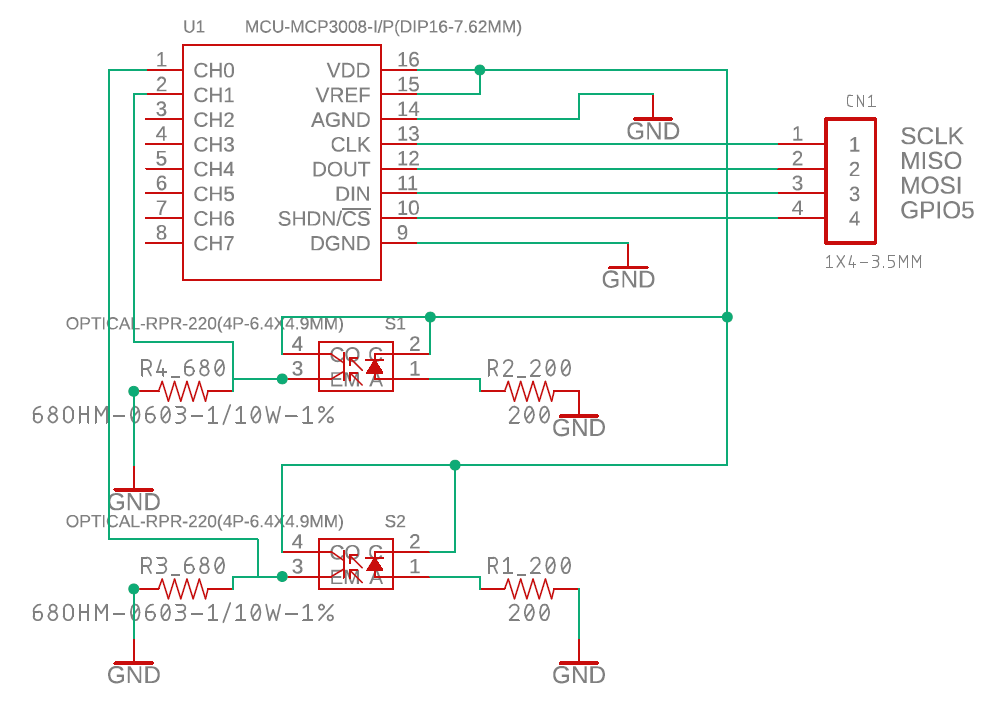 U1 MCU-MCP3008-I/P(DIP16-7.62MM)
1 CH0 VDD 16
2 CH1 VREF 15
3 CH2 AGND 14
4 CH3 CLK 13
5 CH4 DOUT 12
6 CH5 DIN 11
7 CH6 SHDN/CS 10
8 CH7 DGND 9
GND
GND
CN1
1 1 SCLK
2 2 MISO
3 3 MOSI
4 4 GPIO5
1X4-3.5MM
OPTICAL-RPR-220(4P-6.4X4.9MM) S1
4 CO C 2
3 EM A 1
R4_680
68OHM-0603-1/10W-1%
R2_200
200
GND
GND
OPTICAL-RPR-220(4P-6.4X4.9MM) S2
4 CO C 2
3 EM A 1
R3_680
68OHM-0603-1/10W-1%
R1_200
200
GND
GND